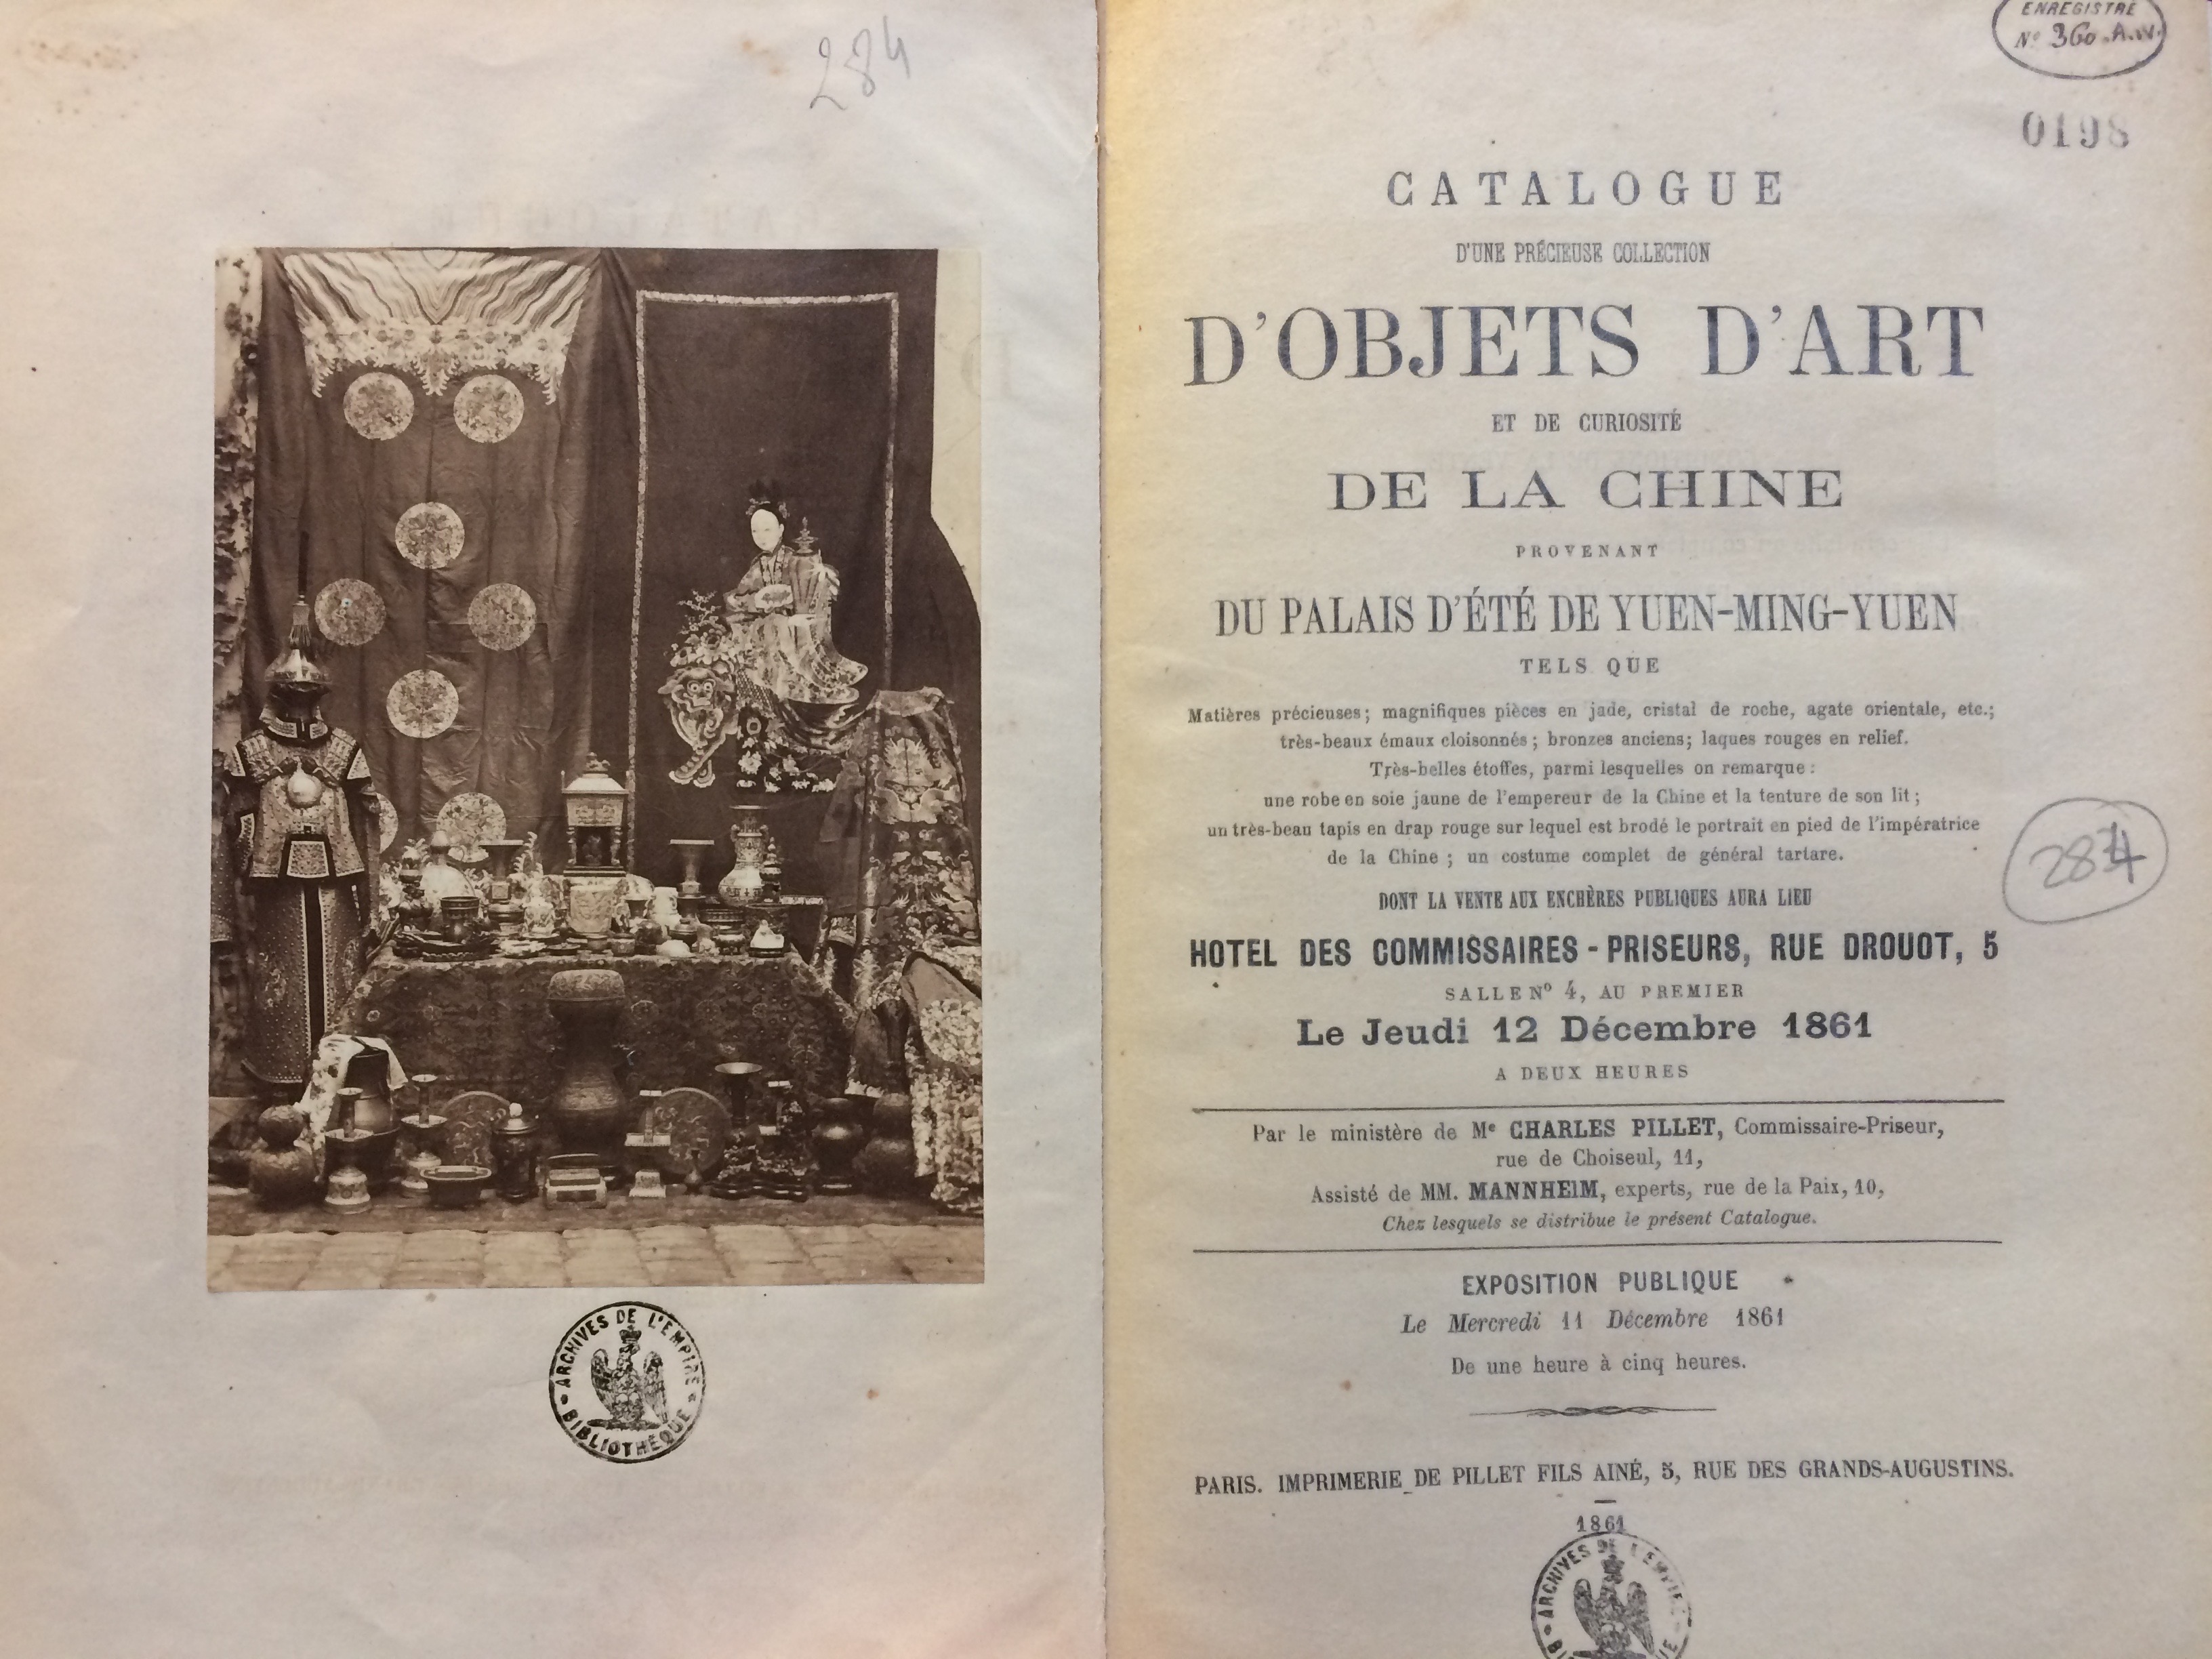 284
ARCHIVES DE L'EMPIRE
BIBLIOTHÈQUE
ENREGISTRÉ
No 360.A.IV.
0198
CATALOGUE
D'UNE PRÉCIEUSE COLLECTION
D'OBJETS D'ART
ET DE CURIOSITÉ
DE LA CHINE
PROVENANT
DU PALAIS D'ÉTÉ DE YUEN-MING-YUEN
TELS QUE
Matières précieuses; magnifiques pièces en jade, cristal de roche, agate orientale, etc.;
très-beaux émaux cloisonnés; bronzes anciens; laques rouges en relief.
Très-belles étoffes, parmi lesquelles on remarque:
une robe en soie jaune de l'empereur de la Chine et la tenture de son lit;
un très-beau tapis en drap rouge sur lequel est brodé le portrait en pied de l'impératrice
de la Chine; un costume complet de général tartare.
DONT LA VENTE AUX ENCHÈRES PUBLIQUES AURA LIEU
HOTEL DES COMMISSAIRES-PRISEURS, RUE DROUOT, 5
SALLE No 4, AU PREMIER
Le Jeudi 12 Décembre 1861
A DEUX HEURES
Par le ministère de Me CHARLES PILLET, Commissaire-Priseur,
rue de Choiseul, 11,
Assisté de MM. MANNHEIM, experts, rue de la Paix, 10,
Chez lesquels se distribue le présent Catalogue.
EXPOSITION PUBLIQUE
Le Mercredi 11 Décembre 1861
De une heure à cinq heures.
PARIS. IMPRIMERIE DE PILLET FILS AINÉ, 5, RUE DES GRANDS-AUGUSTINS.
1861
ARCHIVES DE L'EMPIRE